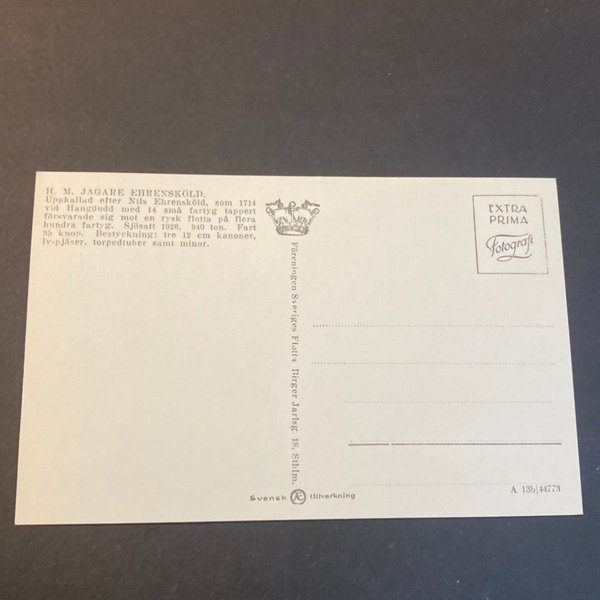 H. M. JAGARE EHRENSKÖLD.
Uppkallad efter Nils Ehrensköld, som 1714
vid Hangöudd med 14 små fartyg tappert
försvarade sig mot en rysk flotta på flera
hundra fartyg. Sjösatt 1926. 940 ton. Fart
35 knop. Bestyckning: tre 12 cm kanoner,
lv-pjäser, torpedtuber samt minor.
Föreningen Sveriges Flotta Birger Jarlsg 18, Sthlm.
EXTRA
PRIMA
Fotografi
Svensk Æ tillverkning
A 13b|44773